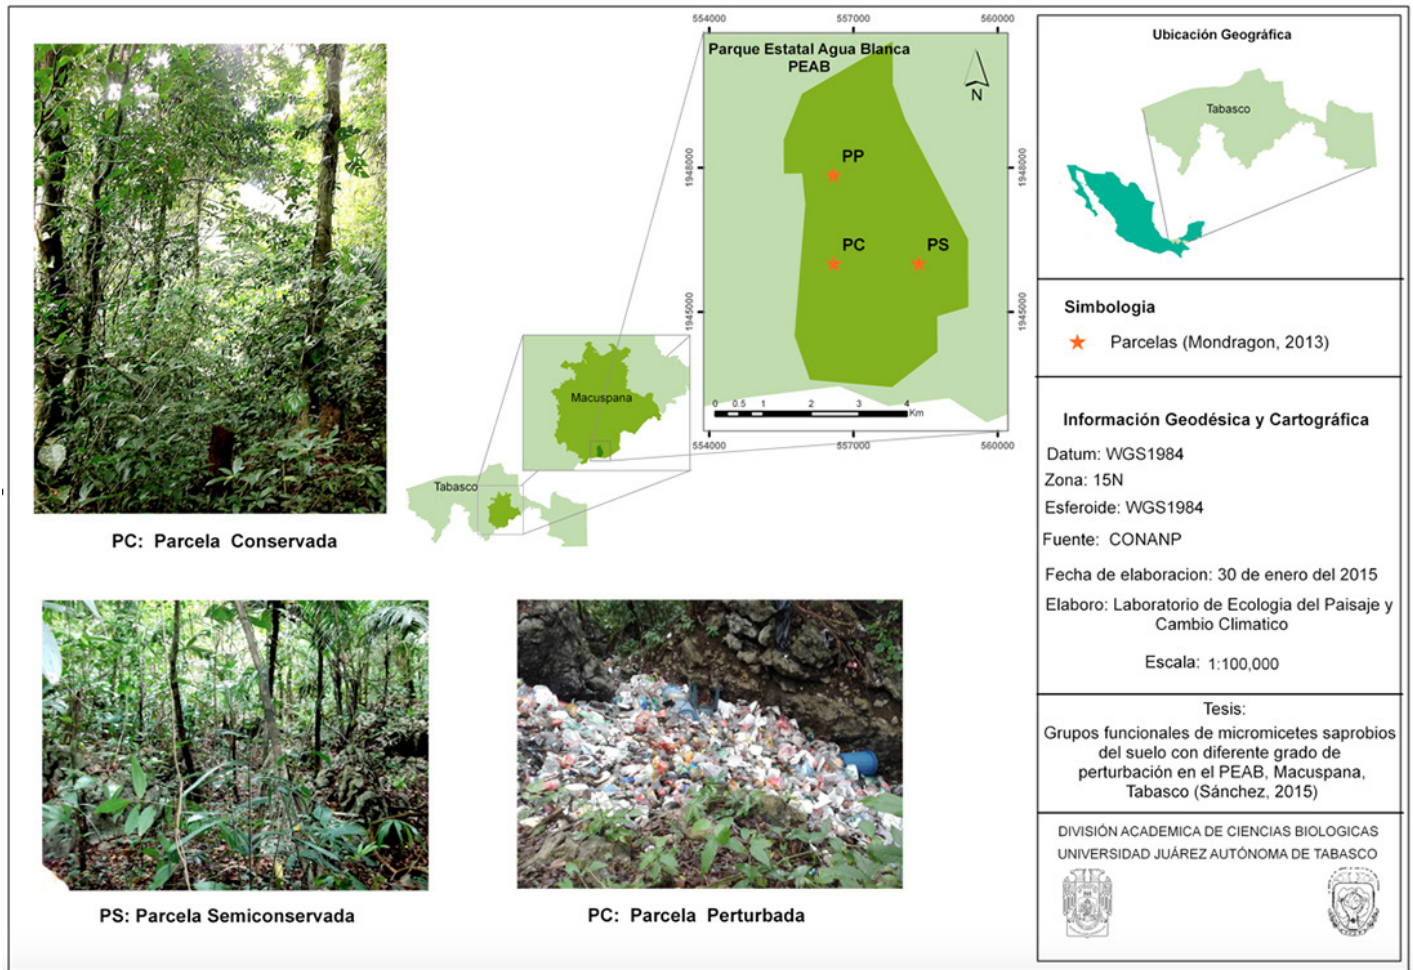 554000
557000
560000
Parque Estatal Agua Blanca
PEAB
N
1948000
1948000
PP
PC
PS
1945000
1945000
0 0.5 1 2 3 4
Km
554000
557000
560000
Macuspana
Tabasco
PC: Parcela Conservada
PS: Parcela Semiconservada
PC: Parcela Perturbada
Ubicación Geográfica
Tabasco
Simbologia
Parcelas (Mondragon, 2013)
Información Geodésica y Cartográfica
Datum: WGS1984
Zona: 15N
Esferoide: WGS1984
Fuente: CONANP
Fecha de elaboracion: 30 de enero del 2015
Elaboro: Laboratorio de Ecologia del Paisaje y
Cambio Climatico
Escala: 1:100,000
Tesis:
Grupos funcionales de micromicetes saprobios
del suelo con diferente grado de
perturbación en el PEAB, Macuspana,
Tabasco (Sánchez, 2015)
DIVISIÓN ACADEMICA DE CIENCIAS BIOLOGICAS
UNIVERSIDAD JUÁREZ AUTÓNOMA DE TABASCO